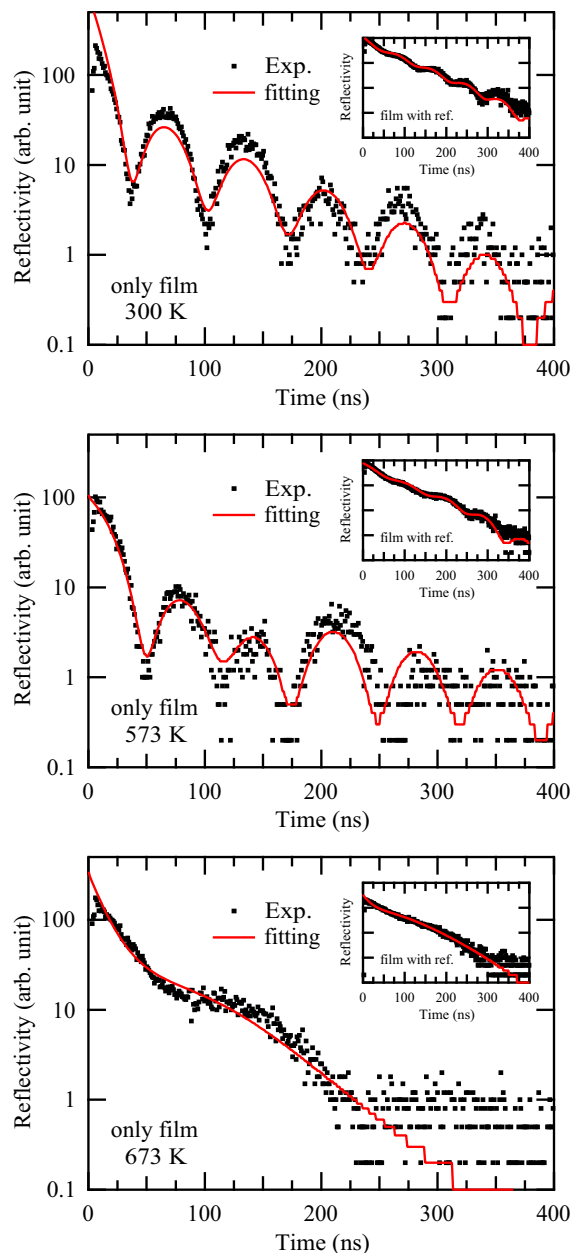 Reflectivity (arb. unit)
100
10
1
0.1
Exp.
fitting
Reflectivity
film with ref.
0 100 200 300 400
Time (ns)
only film
300 K
0 100 200 300 400
Time (ns)
Reflectivity (arb. unit)
100
10
1
0.1
Exp.
fitting
Reflectivity
film with ref.
0 100 200 300 400
Time (ns)
only film
573 K
0 100 200 300 400
Time (ns)
Reflectivity (arb. unit)
100
10
1
0.1
Exp.
fitting
Reflectivity
film with ref.
0 100 200 300 400
Time (ns)
only film
673 K
0 100 200 300 400
Time (ns)